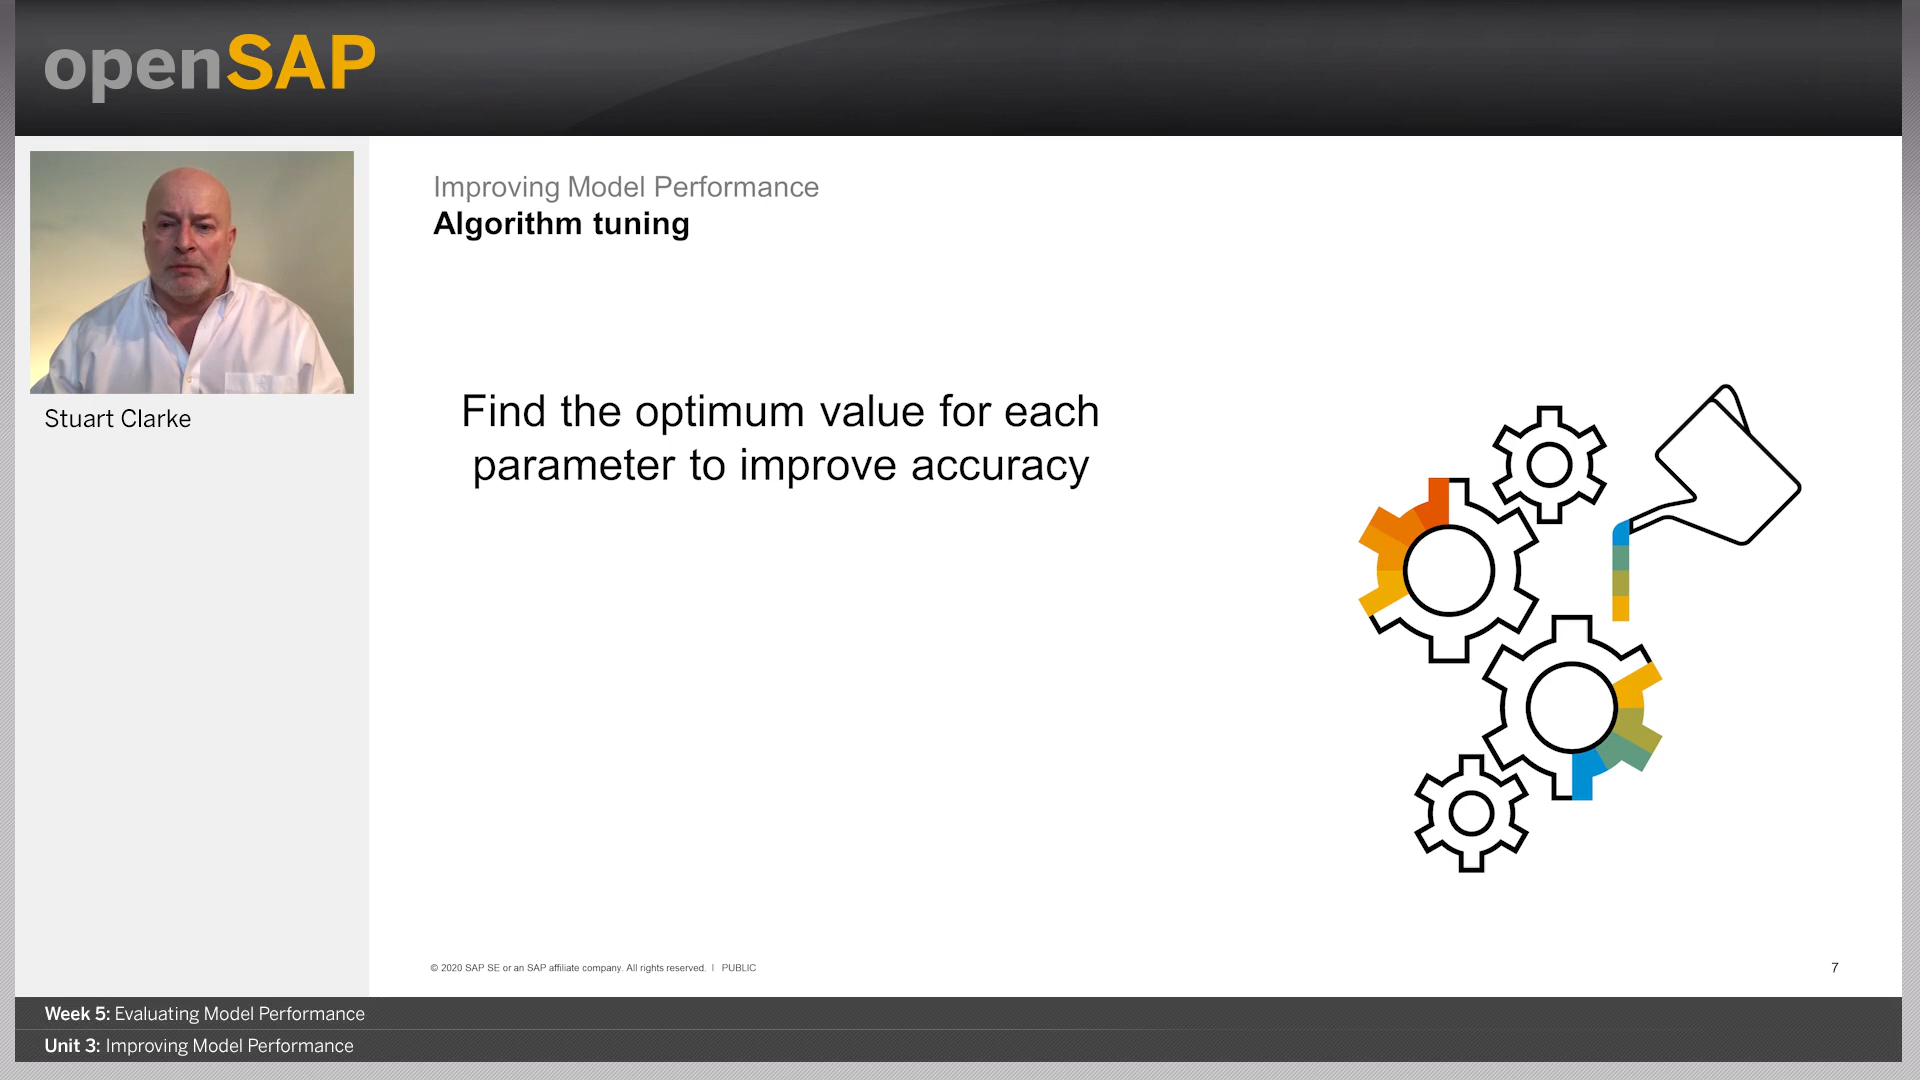 openSAP
Stuart Clarke
Improving Model Performance
Algorithm tuning
Find the optimum value for each
parameter to improve accuracy
© 2020 SAP SE or an SAP affiliate company. All rights reserved. | PUBLIC
7
Week 5: Evaluating Model Performance
Unit 3: Improving Model Performance